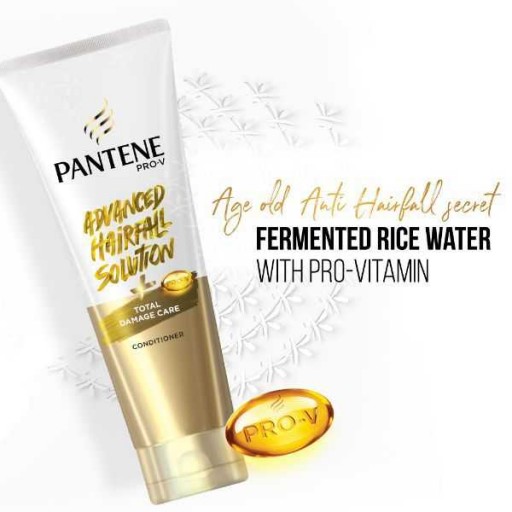 PANTENE
PRO-V
ADVANCED
HAIRFALL
SOLUTION
TOTAL
DAMAGE CARE
CONDITIONER
Age old Anti Hairfall secret
FERMENTED RICE WATER
WITH PRO-VITAMIN
PRO-V